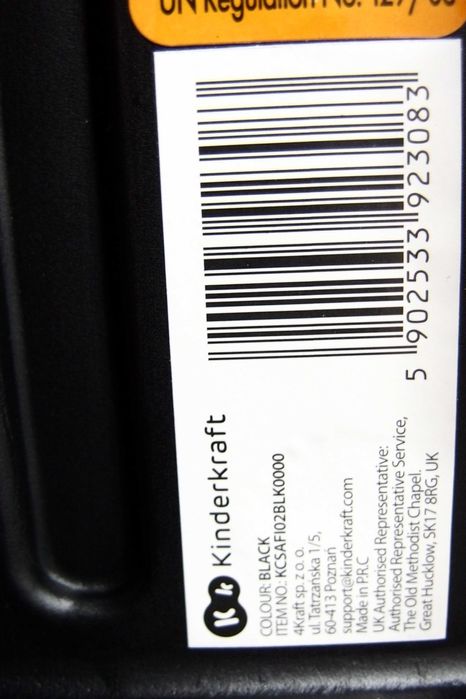 UN Regulation No. 129/03
Kinderkraft
COLOUR: BLACK
ITEM NO.: KCSAFI02BLK0000
4Kraft sp. z o. o.
ul. Tatrzańska 1/5,
60-413 Poznań
support@kinderkraft.com
Made in P.R.C
UK Authorised Representative:
Authorised Representative Service,
The Old Methodist Chapel.
Great Hucklow, SK17 8RG, UK
5 902533 923083